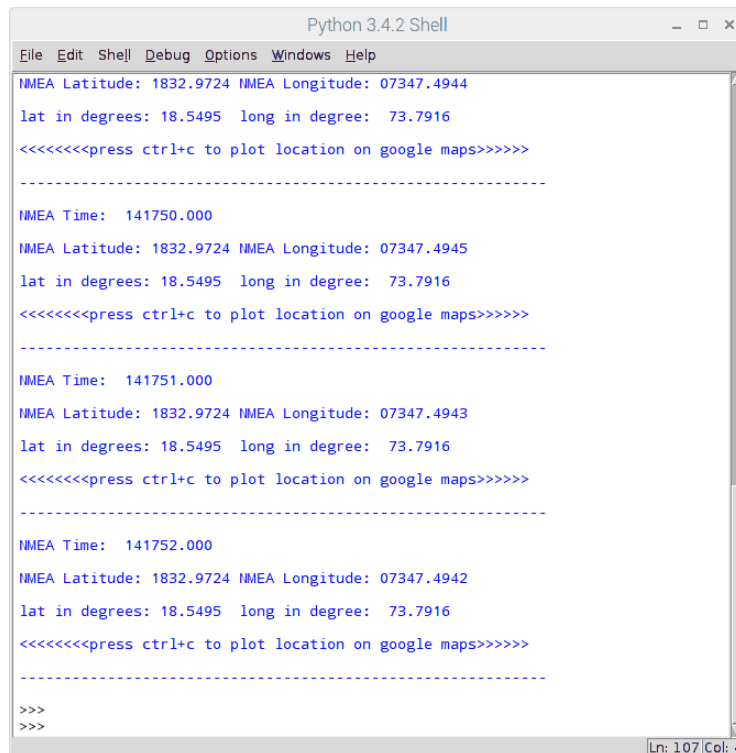 Python 3.4.2 Shell
File Edit Shell Debug Options Windows Help
NMEA Latitude: 1832.9724 NMEA Longitude: 07347.4944
lat in degrees: 18.5495  long in degree:  73.7916
<<<<<<<<press ctrl+c to plot location on google maps>>>>>>
------------------------------------------------------------
NMEA Time:  141750.000
NMEA Latitude: 1832.9724 NMEA Longitude: 07347.4945
lat in degrees: 18.5495  long in degree:  73.7916
<<<<<<<<press ctrl+c to plot location on google maps>>>>>>
------------------------------------------------------------
NMEA Time:  141751.000
NMEA Latitude: 1832.9724 NMEA Longitude: 07347.4943
lat in degrees: 18.5495  long in degree:  73.7916
<<<<<<<<press ctrl+c to plot location on google maps>>>>>>
------------------------------------------------------------
NMEA Time:  141752.000
NMEA Latitude: 1832.9724 NMEA Longitude: 07347.4942
lat in degrees: 18.5495  long in degree:  73.7916
<<<<<<<<press ctrl+c to plot location on google maps>>>>>>
------------------------------------------------------------
>>>
>>>
Ln: 107 Col: